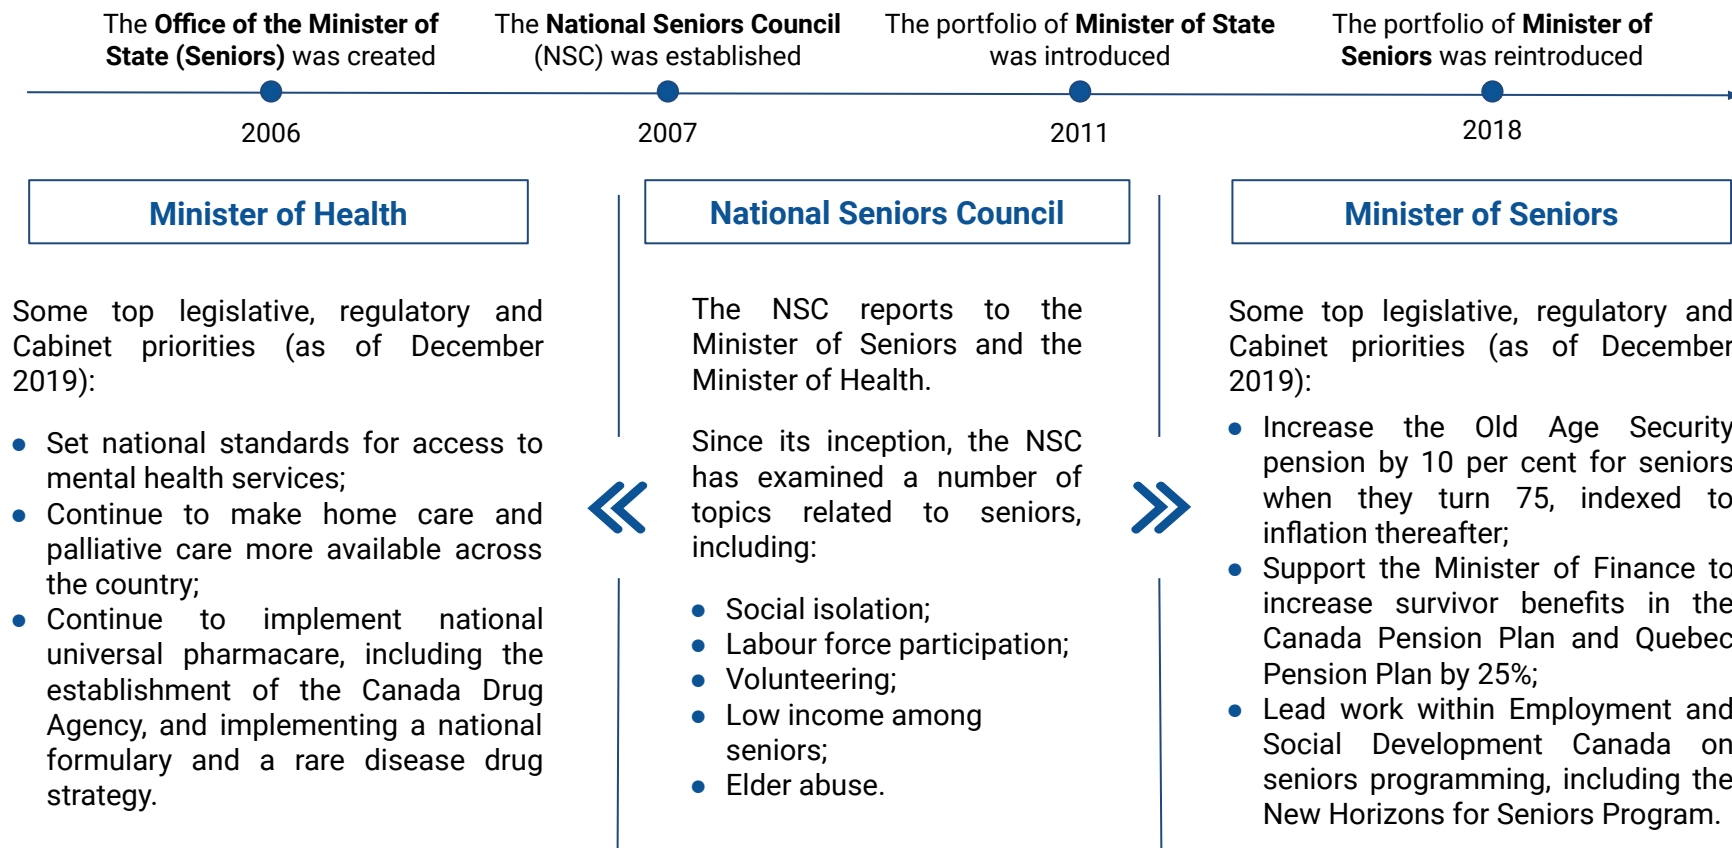 The Office of the Minister of
State (Seniors) was created
The National Seniors Council
(NSC) was established
The portfolio of Minister of State
was introduced
The portfolio of Minister of
Seniors was reintroduced
2006
2007
2011
2018
Minister of Health
Some top legislative, regulatory and
Cabinet priorities (as of December
2019):
Set national standards for access to
mental health services;
Continue to make home care and
palliative care more available across
the country;
Continue to implement national
universal pharmacare, including the
establishment of the Canada Drug
Agency, and implementing a national
formulary and a rare disease drug
strategy.
National Seniors Council
The NSC reports to the
Minister of Seniors and the
Minister of Health.
Since its inception, the NSC
has examined a number of
topics related to seniors,
including:
Social isolation;
Labour force participation;
Volunteering;
Low income among
seniors;
Elder abuse.
Minister of Seniors
Some top legislative, regulatory and
Cabinet priorities (as of December
2019):
Increase the Old Age Security
pension by 10 per cent for seniors
when they turn 75, indexed to
inflation thereafter;
Support the Minister of Finance to
increase survivor benefits in the
Canada Pension Plan and Quebec
Pension Plan by 25%;
Lead work within Employment and
Social Development Canada on
seniors programming, including the
New Horizons for Seniors Program.